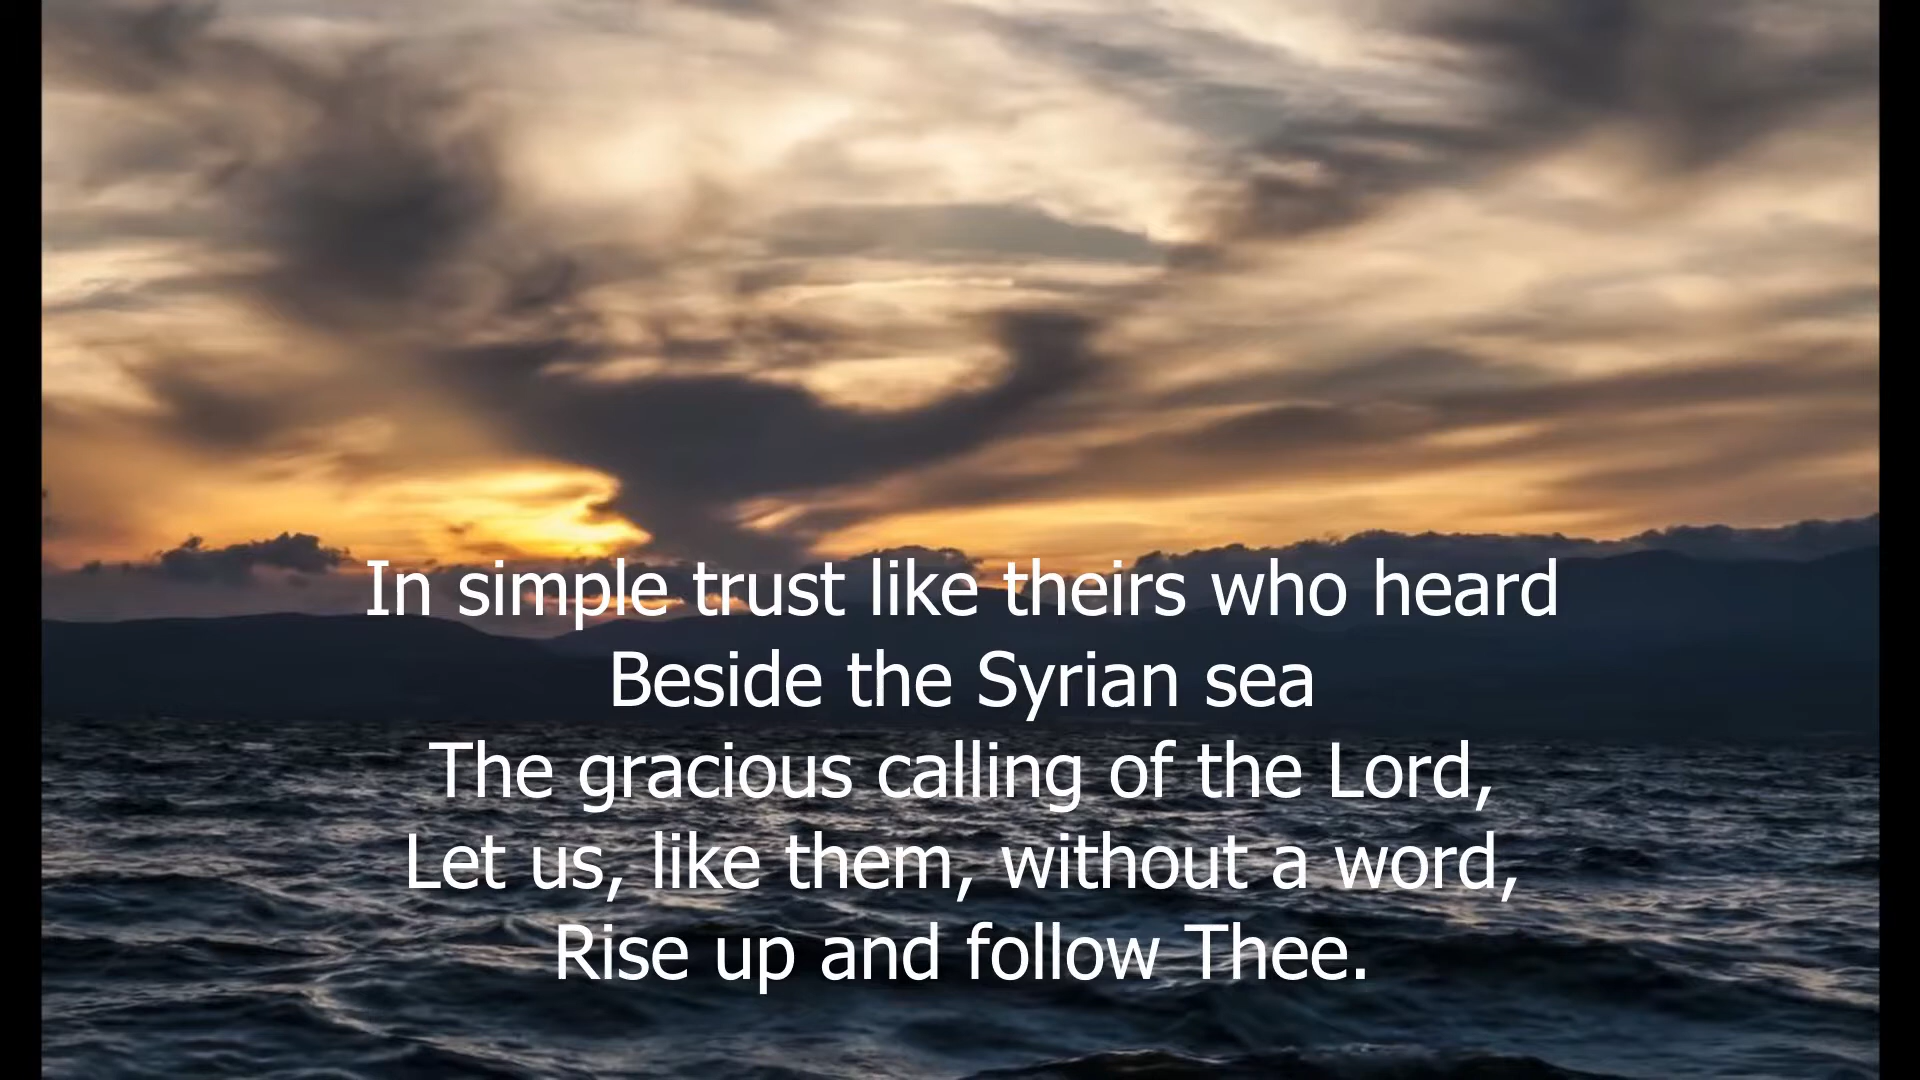 In simple trust like theirs who heard
Beside the Syrian sea
The gracious calling of the Lord,
Let us, like them, without a word,
Rise up and follow Thee.